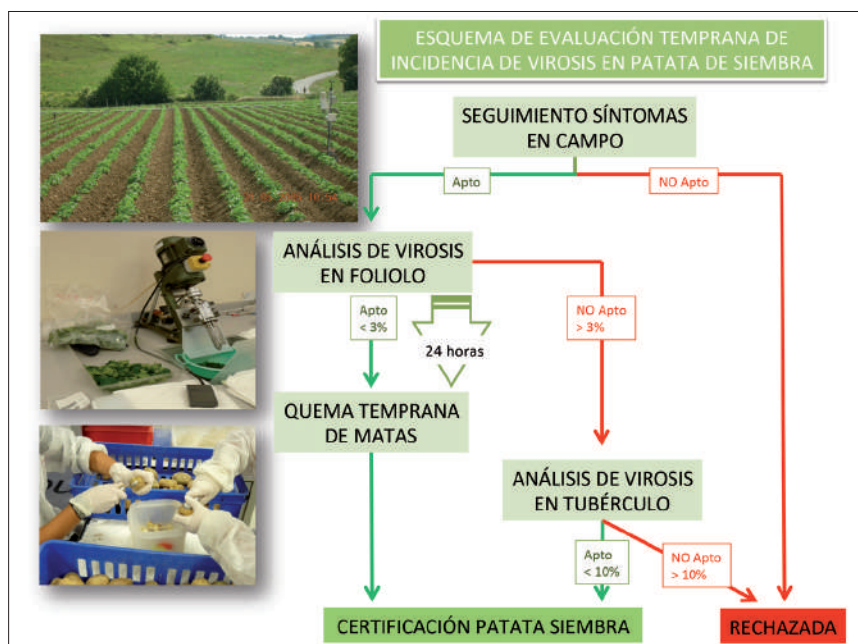 ESQUEMA DE EVALUACIÓN TEMPRANA DE
INCIDENCIA DE VIROSIS EN PATATA DE SIEMBRA
SEGUIMIENTO SÍNTOMAS
EN CAMPO
Apto
NO Apto
ANÁLISIS DE VIROSIS
EN FOLIOLO
Apto
< 3%
24 horas
NO Apto
> 3%
QUEMA TEMPRANA
DE MATAS
ANÁLISIS DE VIROSIS
EN TUBÉRCULO
Apto
< 10%
NO Apto
> 10%
CERTIFICACIÓN PATATA SIEMBRA
RECHAZADA